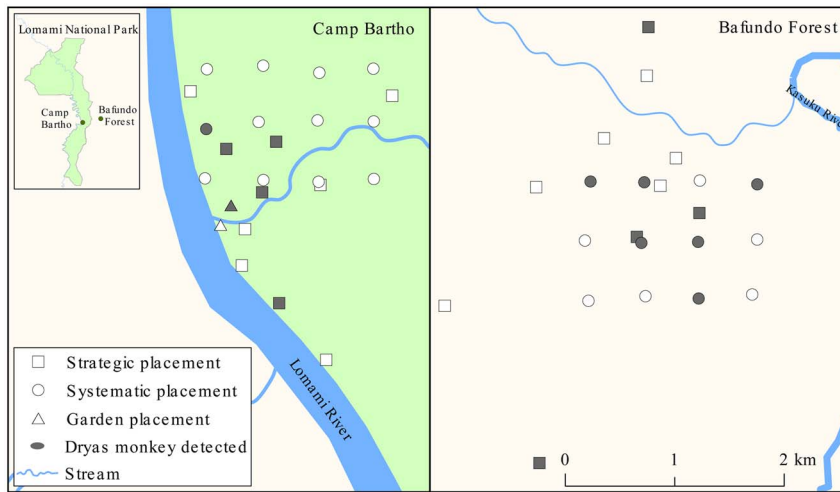 Lomami National Park
Camp
Bartho
Bafundo
Forest
Camp Bartho
Bafundo Forest
Kasuku River
Lomami River
Strategic placement
Systematic placement
Garden placement
Dryas monkey detected
Stream
0 1 2 km